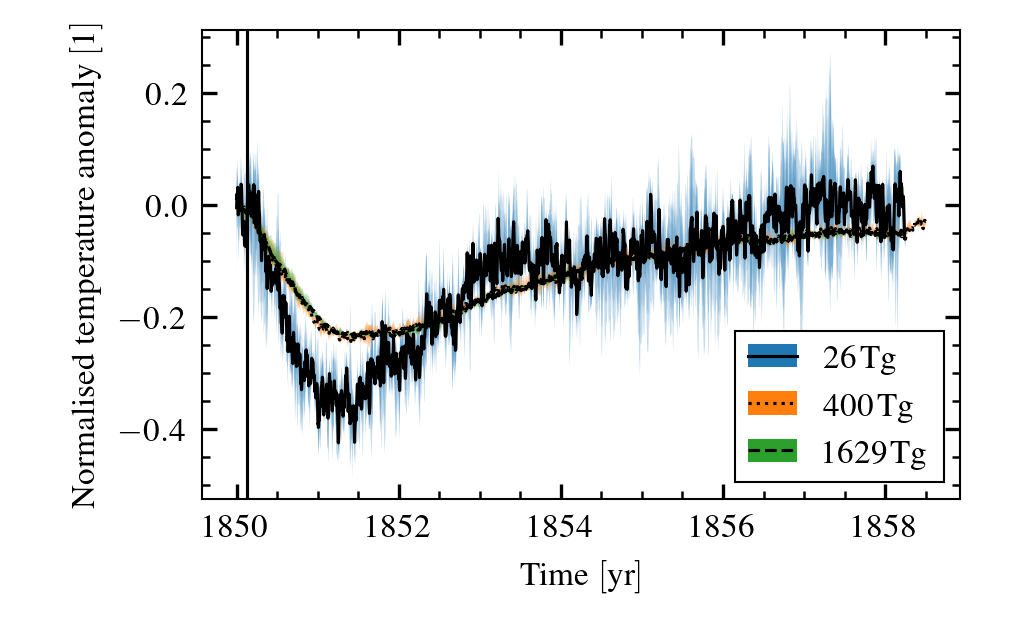 Normalised temperature anomaly [1]
0.2
0.0
−0.2
−0.4
1850 1852 1854 1856 1858
Time [yr]
26 Tg
400 Tg
1629 Tg